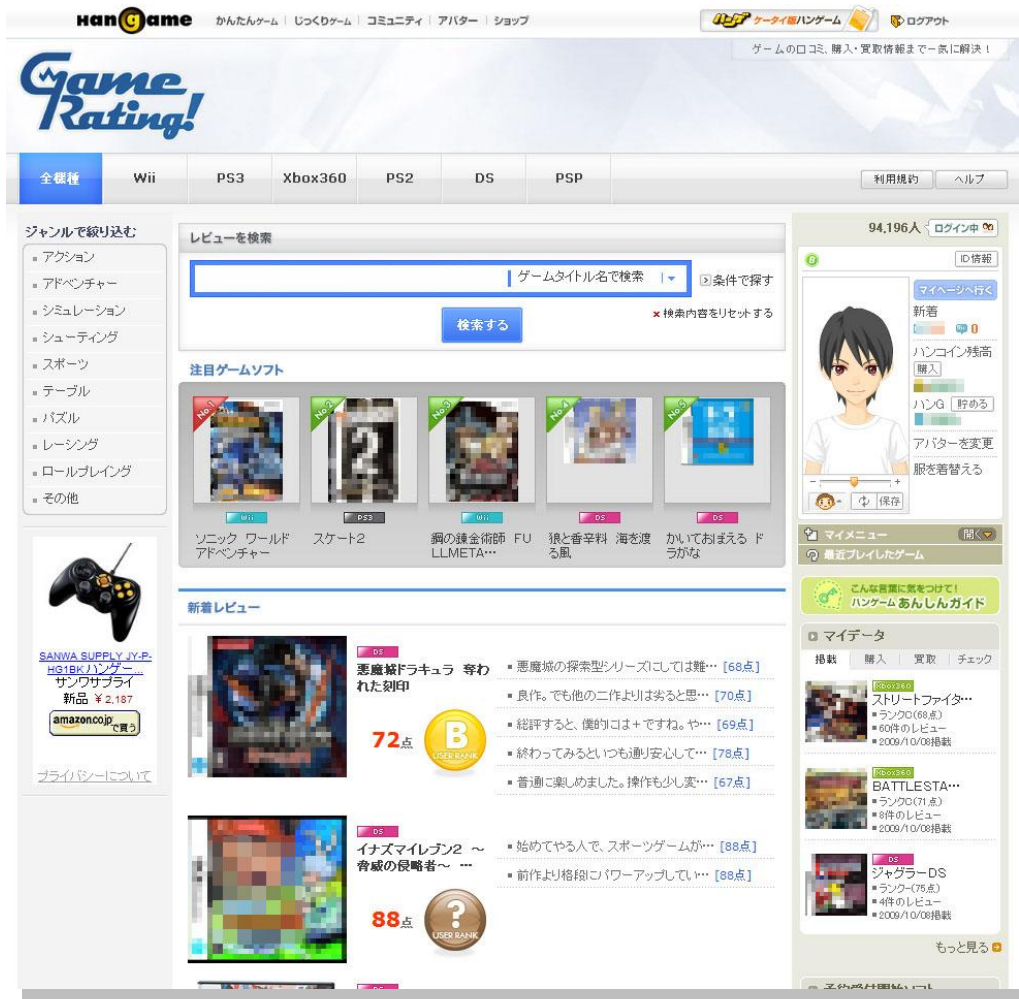 Hangame かんたんゲーム じっくりゲーム コミュニティ アバター ショップ
ハンゲ ケータイ版ハンゲーム ログアウト
ゲームの口コミ、購入・買取情報まで一気に解決！
Game
Rating!
全機種 Wii PS3 Xbox360 PS2 DS PSP 利用規約 ヘルプ
ジャンルで絞り込む
アクション
アドベンチャー
シミュレーション
シューティング
スポーツ
テーブル
パズル
レーシング
ロールプレイング
その他
SANWA SUPPLY JY-P-
HG1BK ハンゲー...
サンワサプライ
新品 ￥2,187
amazon.co.jp
で買う
プライバシーについて
レビューを検索
ゲームタイトル名で検索
条件で探す
検索する
×検索内容をリセットする
注目ゲームソフト
No.1 No.2 No.3 No.4 No.5
Wii PS3 Wii DS DS
ソニック ワールド
アドベンチャー
スケート2
鋼の錬金術師 FU
LLMETA…
狼と香辛料 海を渡
る風
かいておぼえる ド
ラがな
新着レビュー
DS
悪魔城ドラキュラ 奪わ
れた刻印
72点
B
USER RANK
悪魔城の探索型シリーズにしては難… [68点]
良作。でも他の二作よりは劣ると思… [70点]
総評すると、僕的には＋ですね。や… [69点]
終わってみるといつも通り安心して… [78点]
普通に楽しめました。操作も少し変… [67点]
DS
イナズマイレブン2 ～
脅威の侵略者～ …
88点
?
USER RANK
始めてやる人で、スポーツゲームが… [88点]
前作より格段にパワーアップしてい… [88点]
94,196人 ログイン中
ID情報
マイページへ行く
新着
0
ハンコイン残高
購入
ハンG 貯める
アバターを変更
服を着替える
- +
保存
マイメニュー 開く
最近プレイしたゲーム
こんな言葉に気をつけて！
ハンゲーム あんしんガイド
マイデータ
掲載 購入 買取 チェック
Xbox360
ストリートファイタ…
ランクC(68点)
60件のレビュー
2009/10/08掲載
Xbox360
BATTLESTA…
ランクC(71点)
8件のレビュー
2009/10/08掲載
DS
ジャグラーDS
ランク-(75点)
4件のレビュー
2009/10/08掲載
もっと見る